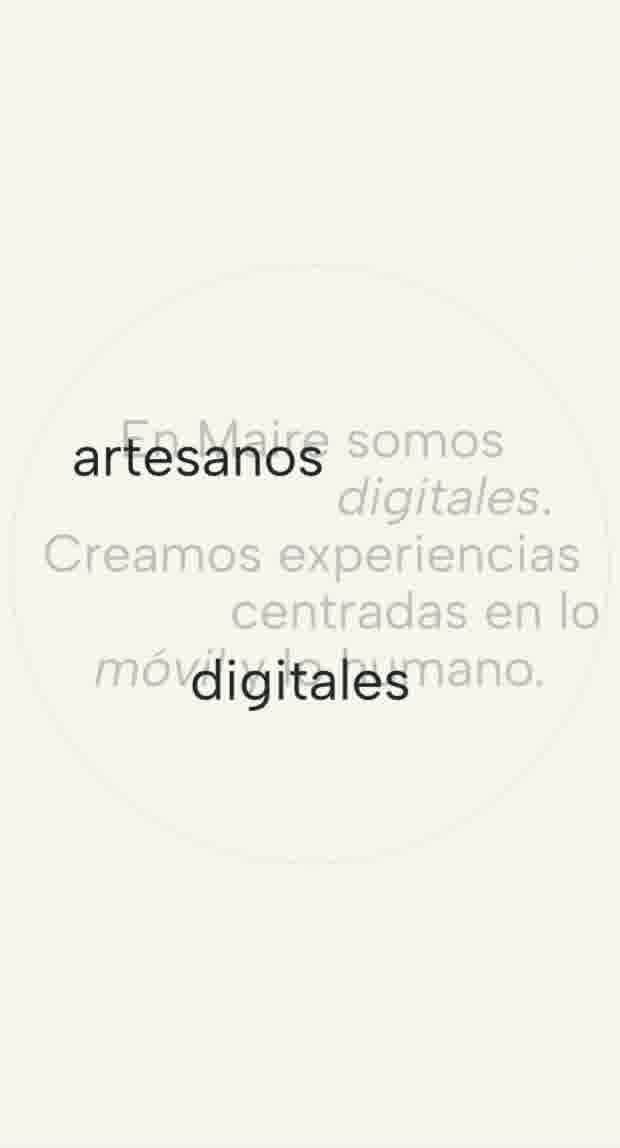 En Maire somos
artesanos
digitales.
Creamos experiencias
centradas en lo
móvil y lo humano.
digitales